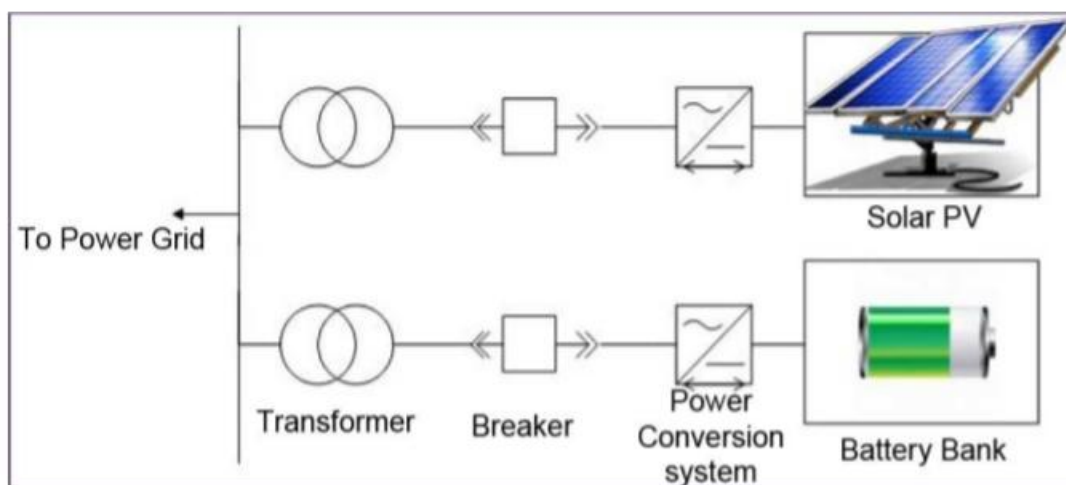 Solar PV
To Power Grid
Transformer
Breaker
Power
Conversion
system
Battery Bank